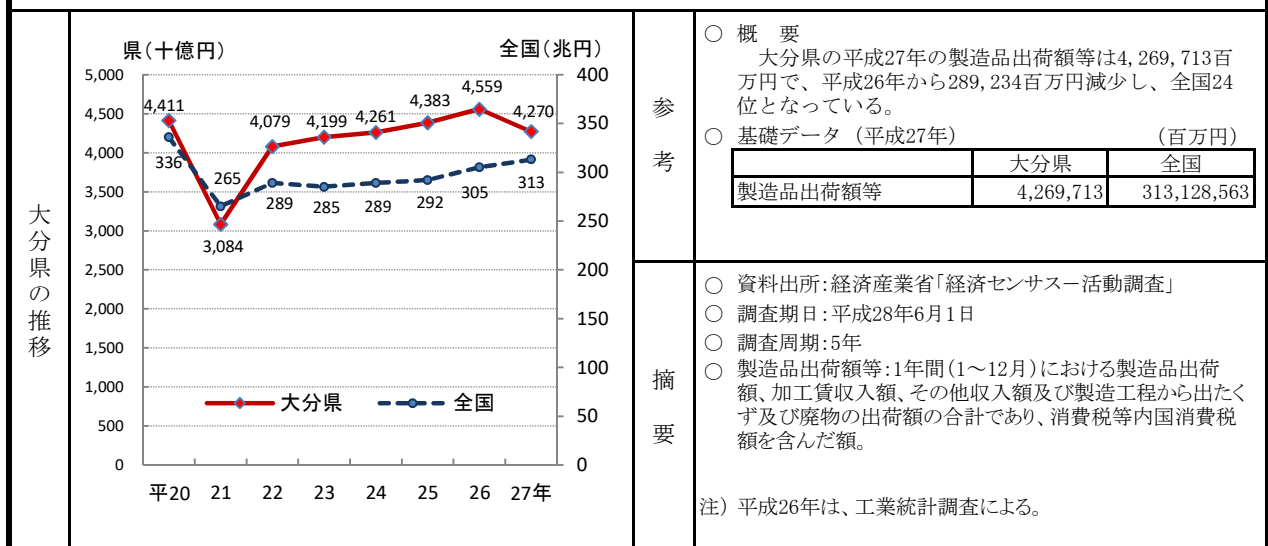 大分県の推移
県（十億円）
全国（兆円）
5,000
4,500
4,000
3,500
3,000
2,500
2,000
1,500
1,000
500
0
400
350
300
250
200
150
100
50
0
4,411
3,084
4,079
4,199
4,261
4,383
4,559
4,270
336
265
289
285
289
292
305
313
大分県
全国
平20 21 22 23 24 25 26 27年
参考
○ 概　要
大分県の平成27年の製造品出荷額等は4,269,713百
万円で、平成26年から289,234百万円減少し、全国24
位となっている。
○ 基礎データ（平成27年）　（百万円）
大分県　全国
製造品出荷額等　4,269,713　313,128,563
摘要
○ 資料出所：経済産業省「経済センサス－活動調査」
○ 調査期日：平成28年6月1日
○ 調査周期：5年
○ 製造品出荷額等：1年間（1～12月）における製造品出荷
額、加工賃収入額、その他収入額及び製造工程から出たく
ず及び廃物の出荷額の合計であり、消費税等内国消費税
額を含んだ額。
注） 平成26年は、工業統計調査による。